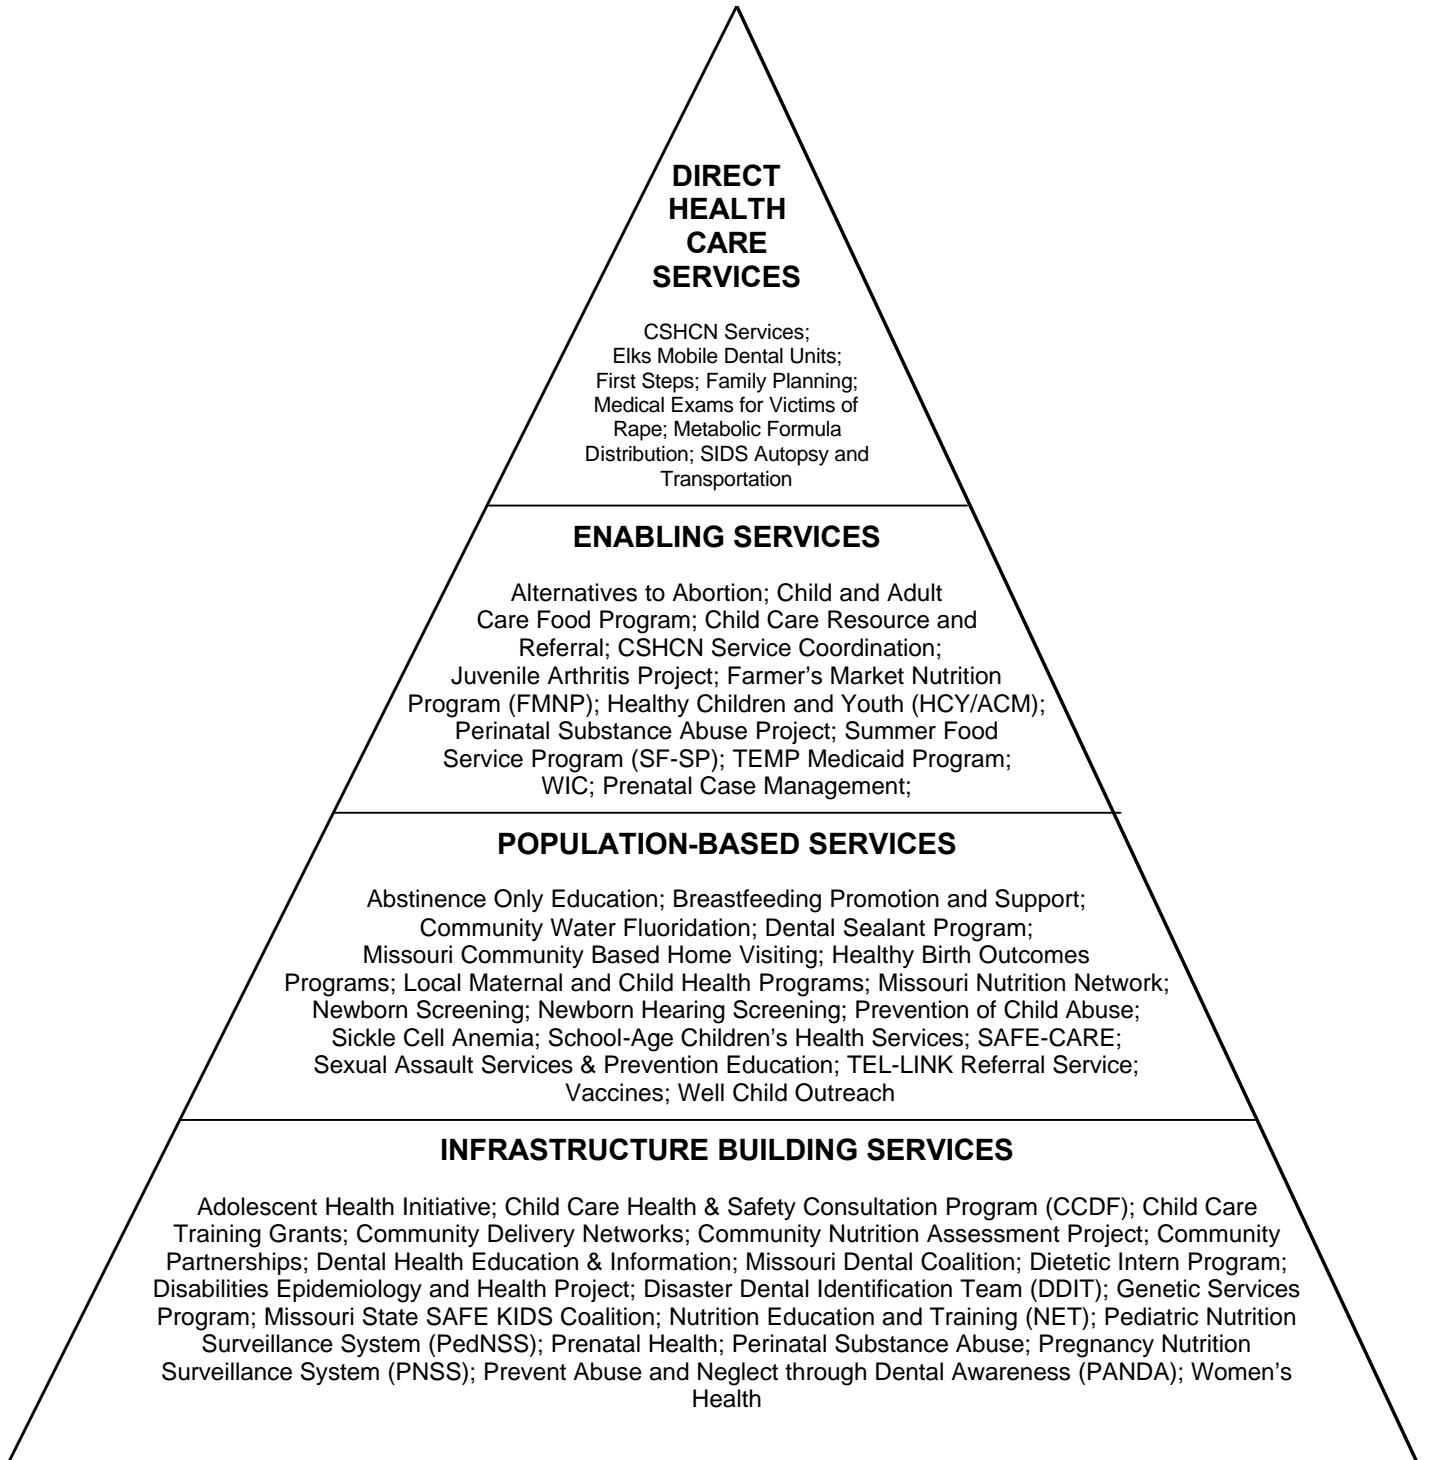 DIRECT
HEALTH
CARE
SERVICES
CSHCN Services;
Elks Mobile Dental Units;
First Steps; Family Planning;
Medical Exams for Victims of
Rape; Metabolic Formula
Distribution; SIDS Autopsy and
Transportation
ENABLING SERVICES
Alternatives to Abortion; Child and Adult
Care Food Program; Child Care Resource and
Referral; CSHCN Service Coordination;
Juvenile Arthritis Project; Farmer’s Market Nutrition
Program (FMNP); Healthy Children and Youth (HCY/ACM);
Perinatal Substance Abuse Project; Summer Food
Service Program (SF-SP); TEMP Medicaid Program;
WIC; Prenatal Case Management;
POPULATION-BASED SERVICES
Abstinence Only Education; Breastfeeding Promotion and Support;
Community Water Fluoridation; Dental Sealant Program;
Missouri Community Based Home Visiting; Healthy Birth Outcomes
Programs; Local Maternal and Child Health Programs; Missouri Nutrition Network;
Newborn Screening; Newborn Hearing Screening; Prevention of Child Abuse;
Sickle Cell Anemia; School-Age Children’s Health Services; SAFE-CARE;
Sexual Assault Services & Prevention Education; TEL-LINK Referral Service;
Vaccines; Well Child Outreach
INFRASTRUCTURE BUILDING SERVICES
Adolescent Health Initiative; Child Care Health & Safety Consultation Program (CCDF); Child Care
Training Grants; Community Delivery Networks; Community Nutrition Assessment Project; Community
Partnerships; Dental Health Education & Information; Missouri Dental Coalition; Dietetic Intern Program;
Disabilities Epidemiology and Health Project; Disaster Dental Identification Team (DDIT); Genetic Services
Program; Missouri State SAFE KIDS Coalition; Nutrition Education and Training (NET); Pediatric Nutrition
Surveillance System (PedNSS); Prenatal Health; Perinatal Substance Abuse; Pregnancy Nutrition
Surveillance System (PNSS); Prevent Abuse and Neglect through Dental Awareness (PANDA); Women’s
Health